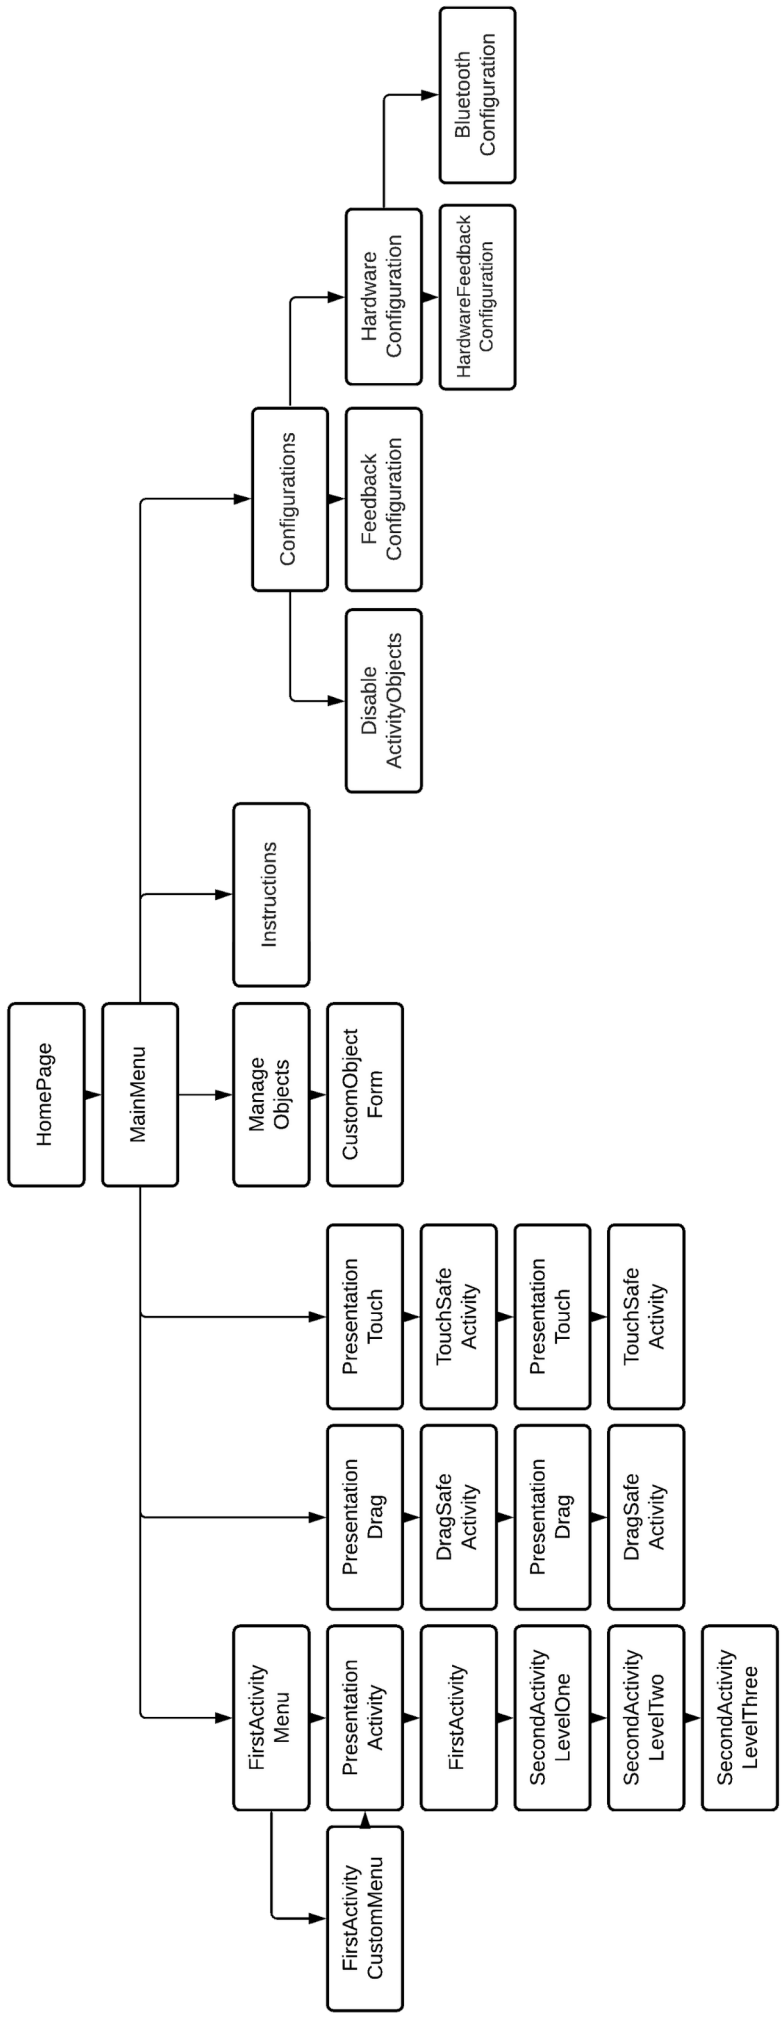 HomePage
MainMenu
FirstActivity
Menu
Presentation
Drag
Presentation
Touch
Manage
Objects
Instructions
Configurations
FirstActivity
CustomMenu
Presentation
Activity
DragSafe
Activity
TouchSafe
Activity
CustomObject
Form
Disable
ActivityObjects
Feedback
Configuration
Hardware
Configuration
FirstActivity
Presentation
Drag
Presentation
Touch
HardwareFeedback
Configuration
Bluetooth
Configuration
SecondActivity
LevelOne
DragSafe
Activity
TouchSafe
Activity
SecondActivity
LevelTwo
SecondActivity
LevelThree